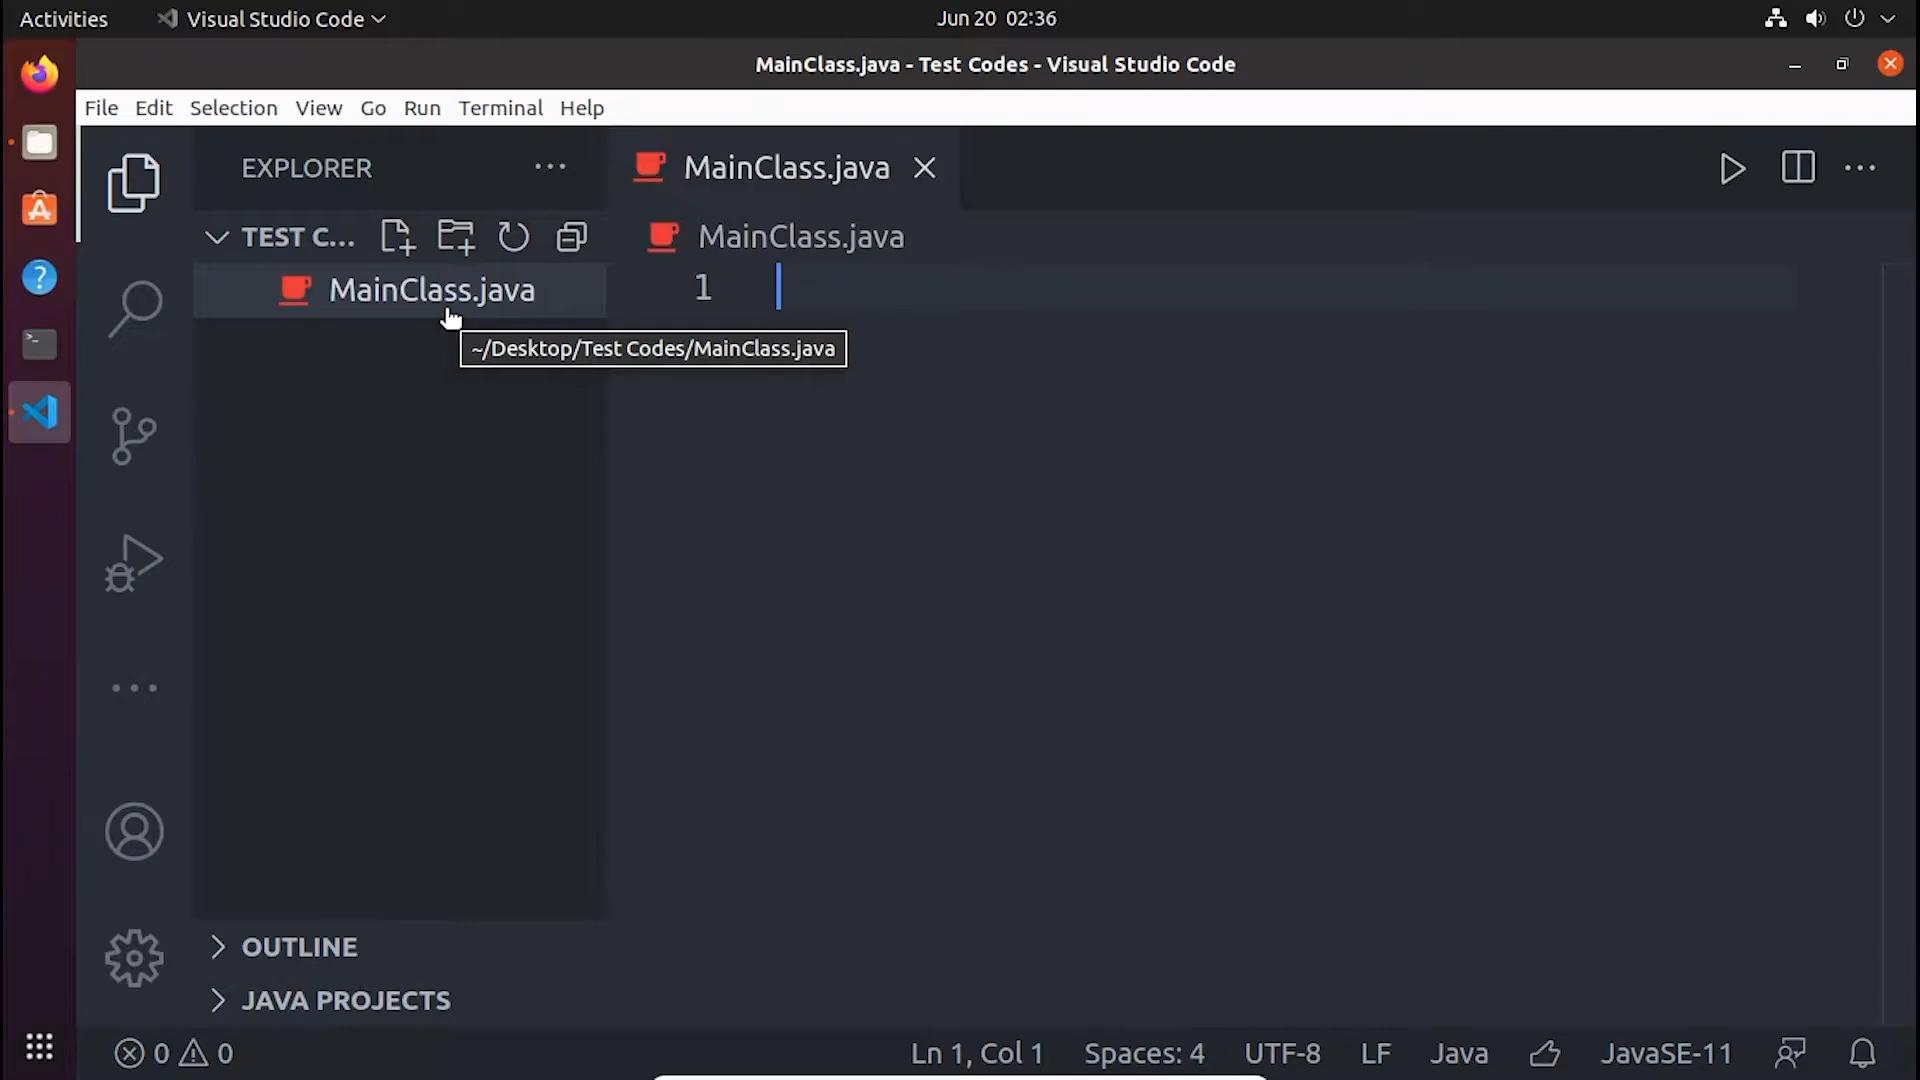 Activities
Visual Studio Code
Jun 20 02:36
MainClass.java - Test Codes - Visual Studio Code
File Edit Selection View Go Run Terminal Help
EXPLORER
MainClass.java
TEST C...
MainClass.java
MainClass.java
1
~/Desktop/Test Codes/MainClass.java
OUTLINE
JAVA PROJECTS
0 0
Ln 1, Col 1
Spaces: 4
UTF-8
LF
Java
JavaSE-11